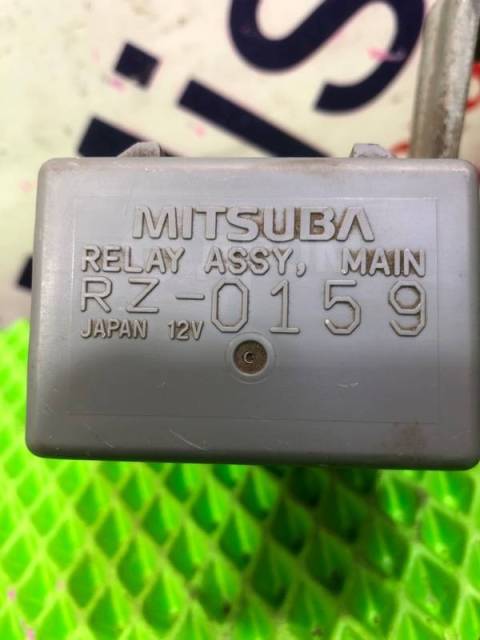 MITSUBA
RELAY ASSY, MAIN
RZ-0159
JAPAN 12V
C